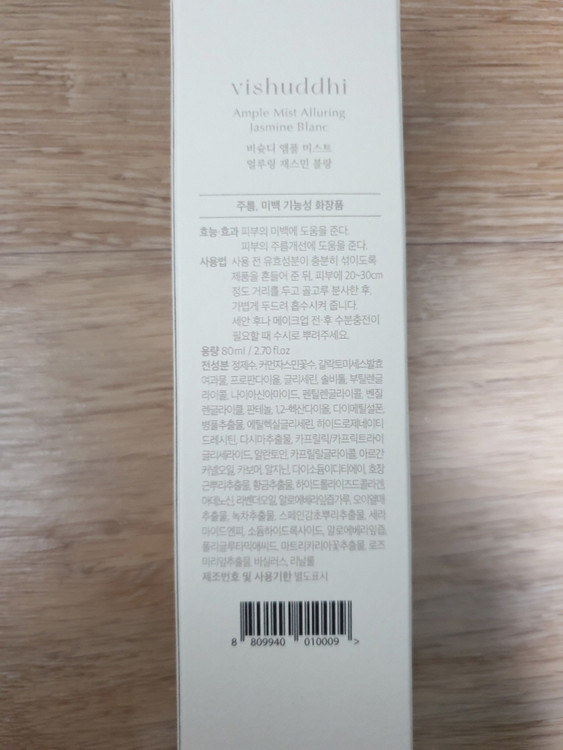 vishuddhi
Ample Mist Alluring
Jasmine Blanc
비슛디 앰플 미스트
얼루링 재스민 블랑
주름, 미백 기능성 화장품
효능·효과 피부의 미백에 도움을 준다.
피부의 주름개선에 도움을 준다.
사용법 사용 전 유효성분이 충분히 섞이도록
제품을 흔들어 준 뒤, 피부에 20~30cm
정도 거리를 두고 골고루 분사한 후,
가볍게 두드려 흡수시켜 줍니다.
세안 후나 메이크업 전·후 수분충전이
필요할 때 수시로 뿌려주세요.
용량 80ml / 2.70 fl.oz
전성분 정제수, 커먼자스민꽃수, 갈락토미세스발효
여과물, 프로판다이올, 글리세린, 솔비톨, 부틸렌글
라이콜, 나이아신아마이드, 펜틸렌글라이콜, 벤질
렌글라이콜, 판테놀, 1,2-헥산다이올, 다이메틸설폰,
병풀추출물, 에틸헥실글리세린, 하이드로제네이티
드레시틴, 다시마추출물, 카프릴릭/카프릭트라이
글리세라이드, 알란토인, 카프릴릴글라이콜, 아르간
커넬오일, 카보머, 알지닌, 다이소듐이디티에이, 호장
근뿌리추출물, 황금추출물, 하이드롤라이즈드콜라겐,
아데노신, 라벤더오일, 알로에베라잎즙가루, 오이열매
추출물, 녹차추출물, 스페인감초뿌리추출물, 세라
마이드엔피, 소듐하이드록사이드, 알로에베라잎즙,
폴리글루타믹애씨드, 마트리카리아꽃추출물, 로즈
마리잎추출물, 바실러스, 리날룰
제조번호 및 사용기한 별도표시
8 809940 010009 >